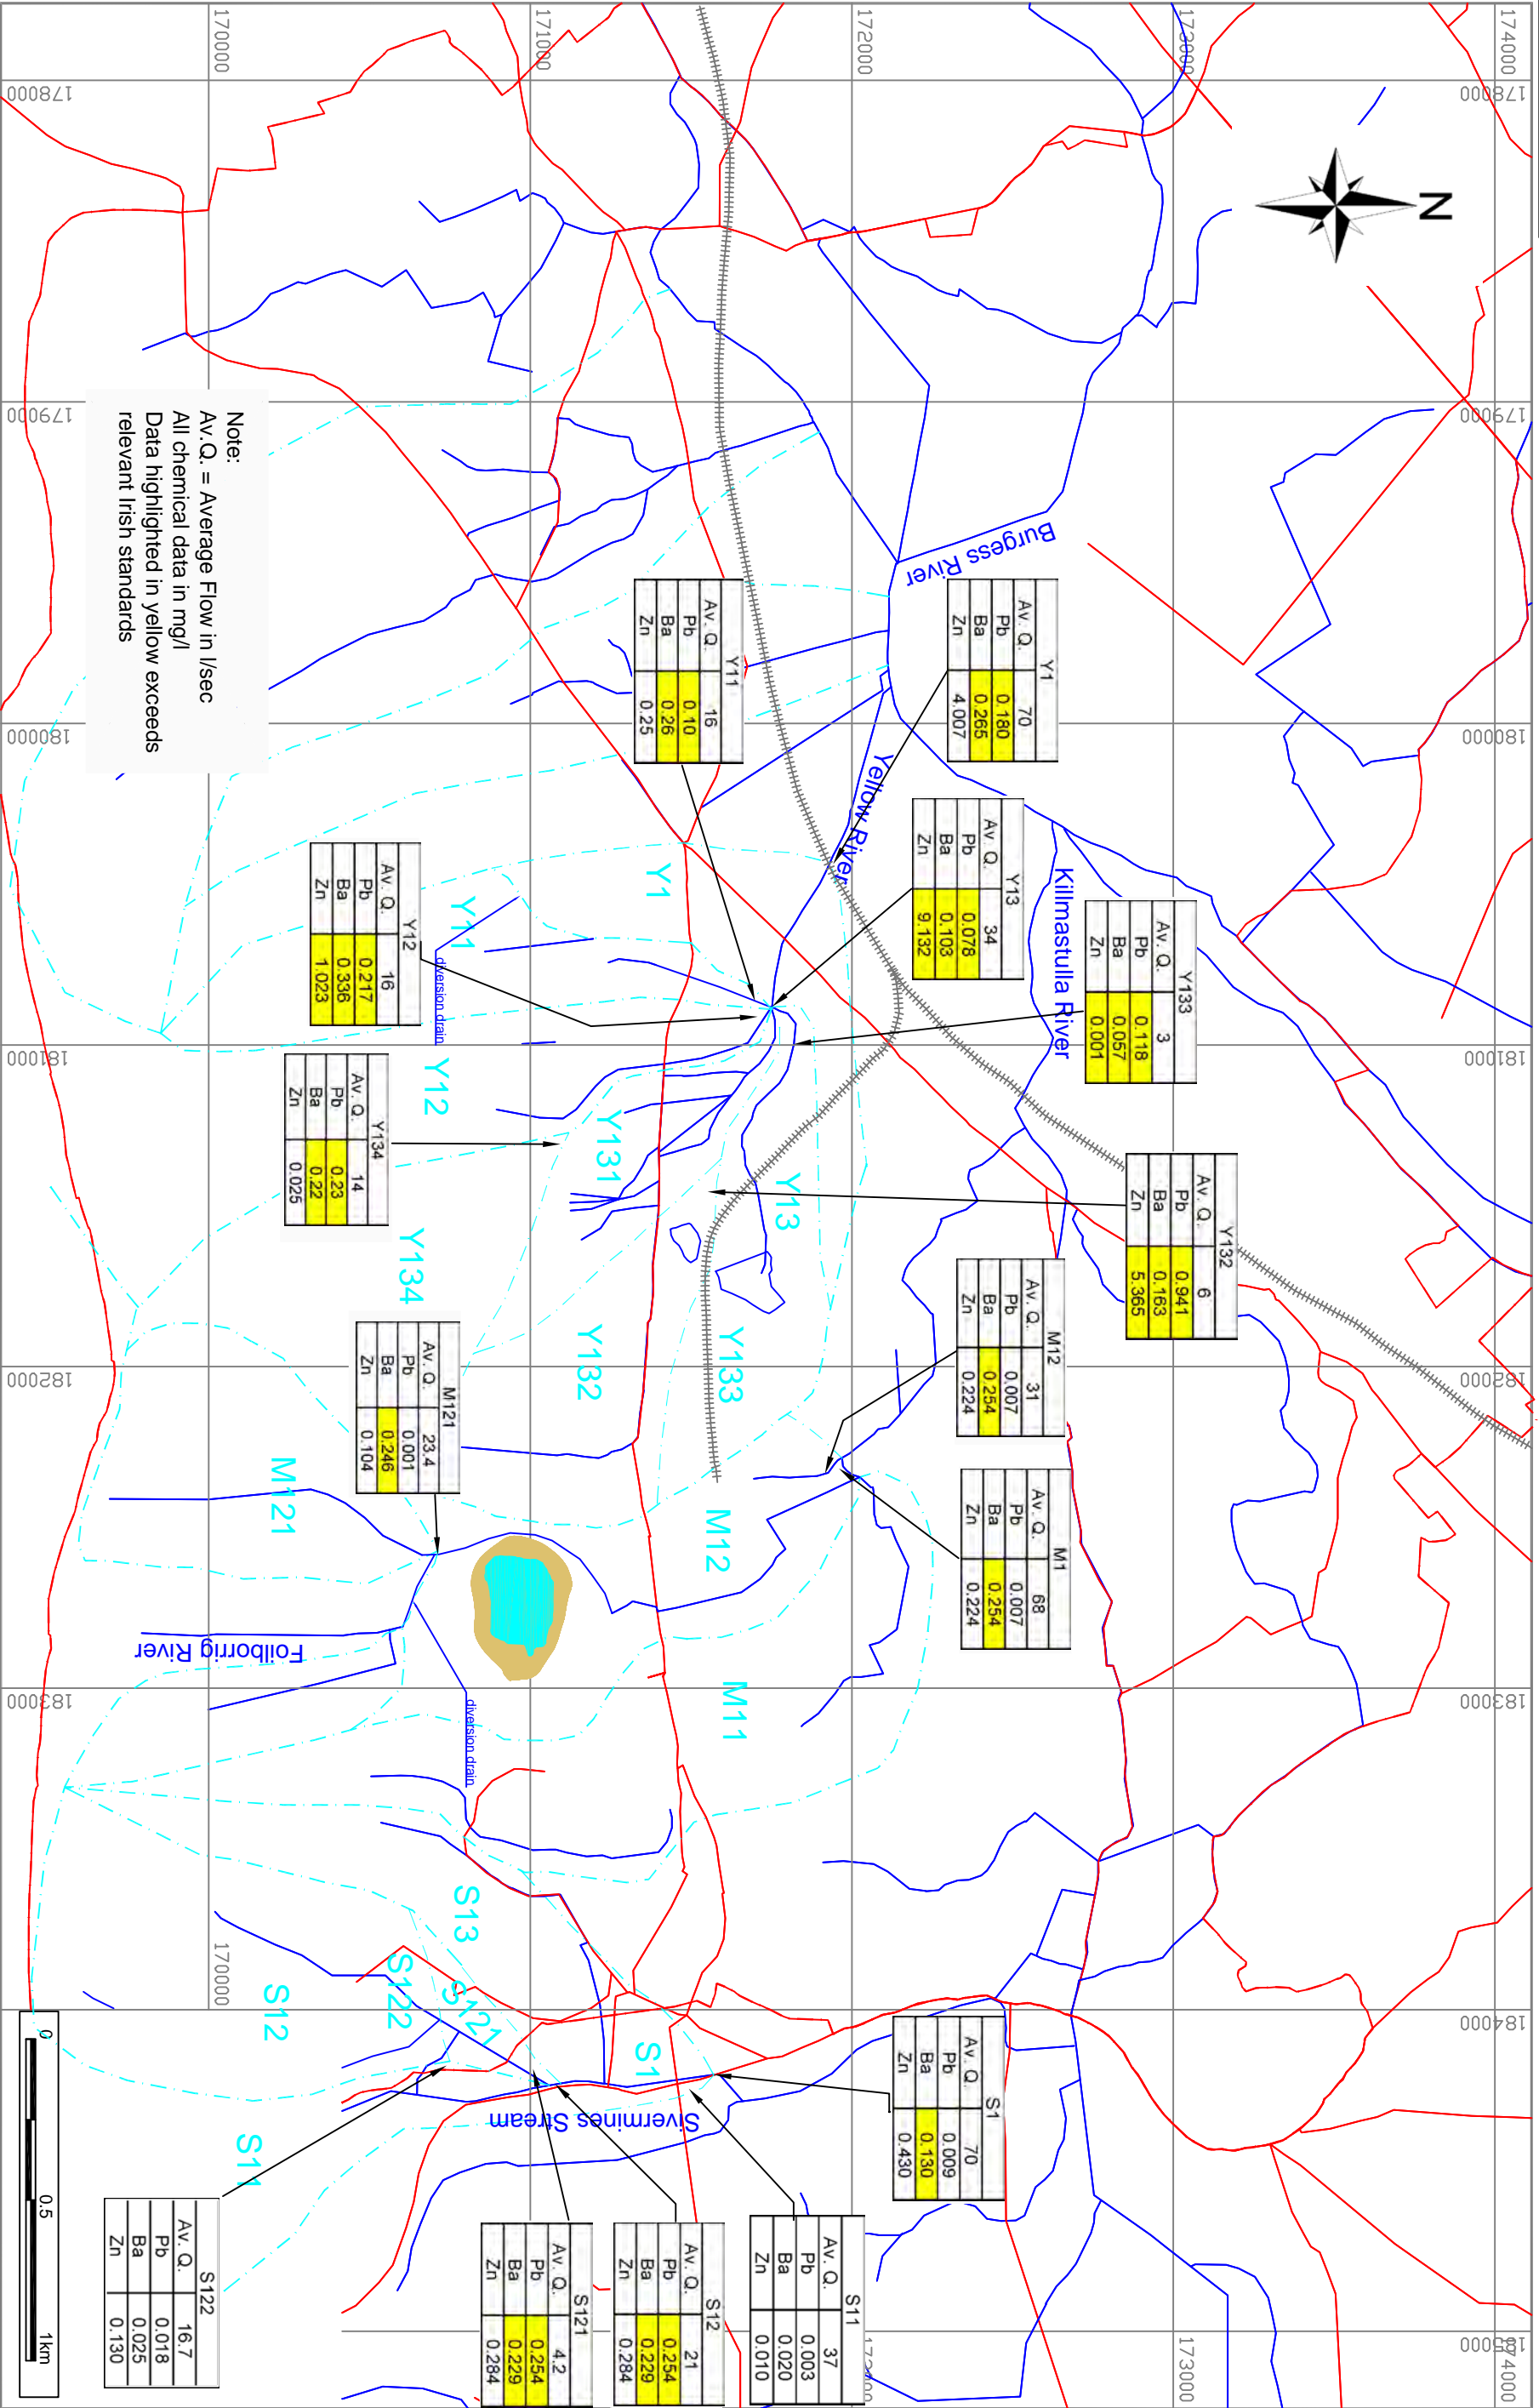 N
170000
171000
172000
173000
174000
178000
178000
179000
179000
180000
180000
181000
181000
182000
182000
183000
183000
184000
170000
172000
173000
174000
185000
Burgess River
Yellow River
Killmastulla River
Foilborrig River
Sivermines Stream
diversion drain
diversion drain
Y1
Y11
Y12
Y131
Y13
Y134
Y132
Y133
M121
M12
M11
S13
S122
S121
S12
S1
S11
Y1
Av. Q. 70
Pb 0.180
Ba 0.265
Zn 4.007
Y11
Av. Q. 16
Pb 0.10
Ba 0.26
Zn 0.25
Y13
Av. Q. 34
Pb 0.078
Ba 0.103
Zn 9.132
Y133
Av. Q. 3
Pb 0.118
Ba 0.057
Zn 0.001
Y12
Av. Q. 16
Pb 0.217
Ba 0.336
Zn 1.023
Y134
Av. Q. 14
Pb 0.23
Ba 0.22
Zn 0.025
Y132
Av. Q. 6
Pb 0.941
Ba 0.163
Zn 5.365
M12
Av. Q. 31
Pb 0.007
Ba 0.254
Zn 0.224
M121
Av. Q. 23.4
Pb 0.001
Ba 0.246
Zn 0.104
M1
Av. Q. 68
Pb 0.007
Ba 0.254
Zn 0.224
S1
Av. Q. 70
Pb 0.009
Ba 0.130
Zn 0.430
S11
Av. Q. 37
Pb 0.003
Ba 0.020
Zn 0.010
S12
Av. Q. 21
Pb 0.254
Ba 0.229
Zn 0.284
S121
Av. Q. 4.2
Pb 0.254
Ba 0.229
Zn 0.284
S122
Av. Q. 16.7
Pb 0.018
Ba 0.025
Zn 0.130
Note:
Av.Q. = Average Flow in l/sec
All chemical data in mg/l
Data highlighted in yellow exceeds
relevant Irish standards
0 0.5 1km